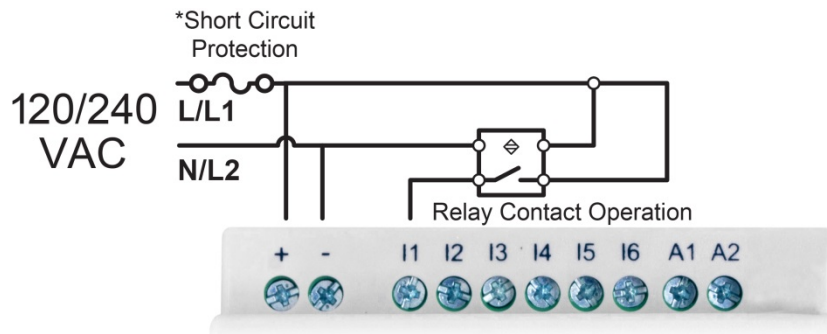 *Short Circuit
Protection
120/240
VAC
L/L1
N/L2
Relay Contact Operation
+ - I1 I2 I3 I4 I5 I6 A1 A2